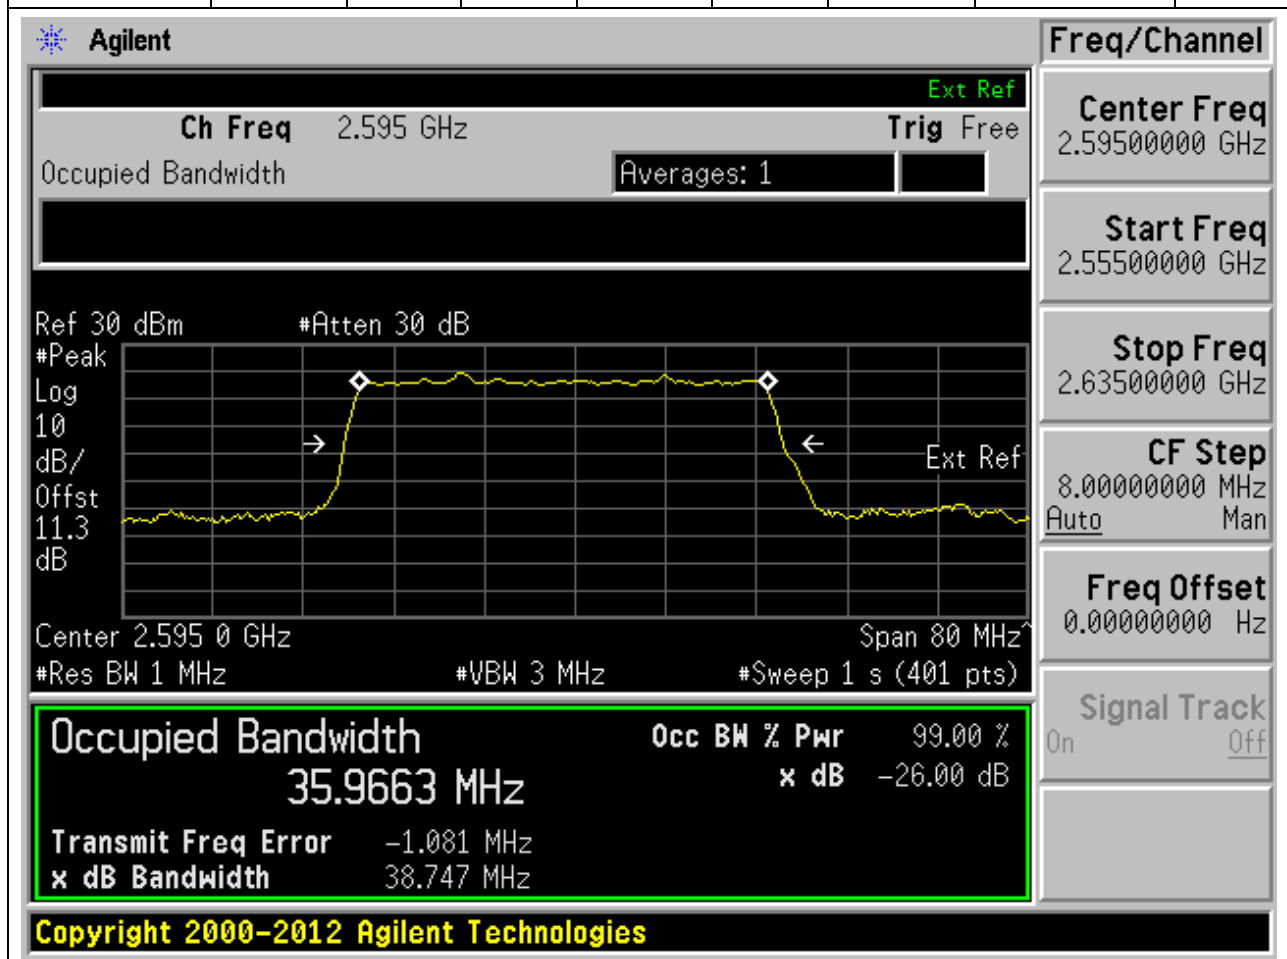 Agilent
Freq/Channel
Ext Ref
Ch Freq 2.595 GHz Trig Free
Occupied Bandwidth Averages: 1
Center Freq
2.59500000 GHz
Start Freq
2.55500000 GHz
Stop Freq
2.63500000 GHz
CF Step
8.00000000 MHz
Auto Man
Freq Offset
0.00000000 Hz
Signal Track
On Off
Ref 30 dBm #Atten 30 dB
#Peak
Log
10
dB/
Offst
11.3
dB
Ext Ref
Center 2.595 0 GHz Span 80 MHz^
#Res BW 1 MHz #VBW 3 MHz #Sweep 1 s (401 pts)
Occupied Bandwidth Occ BW % Pwr 99.00 %
35.9663 MHz x dB -26.00 dB
Transmit Freq Error -1.081 MHz
x dB Bandwidth 38.747 MHz
Copyright 2000-2012 Agilent Technologies